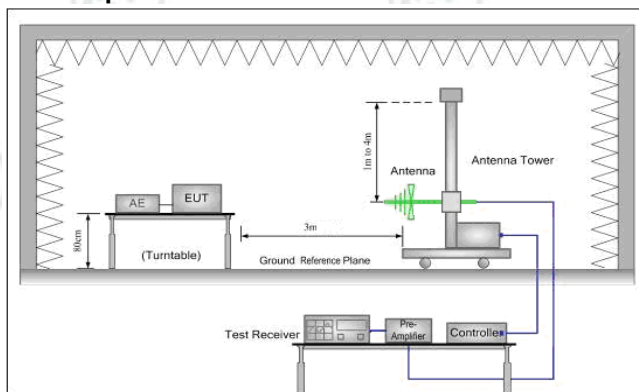 1m to 4m
Antenna
Antenna Tower
AE
EUT
3m
80cm
(Turntable)
Ground Reference Plane
Test Receiver
Pre-
Amplifier
Controller